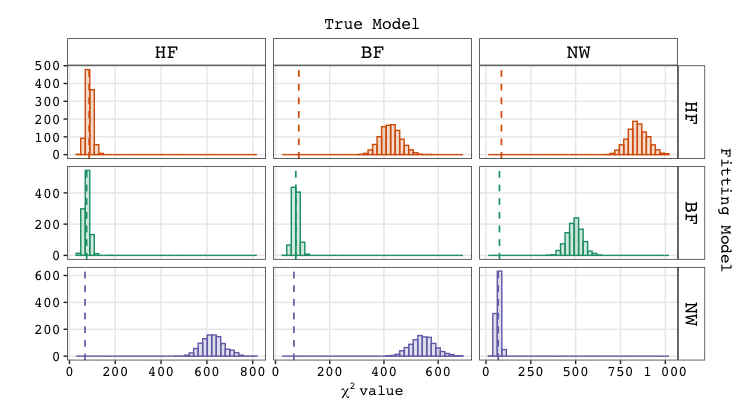 True Model
HF BF NW
500
400
300
200
100
0
HF
400
200
0
BF
Fitting Model
600
400
200
0
NW
0 200 400 600 800 0 200 400 600 0 250 500 750 1 000
χ² value